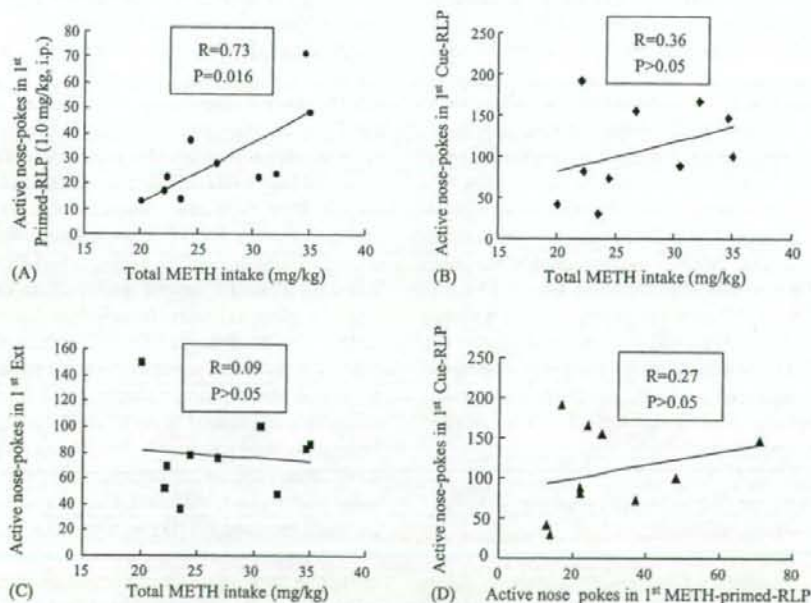 80
70
60
50
40
30
20
10
0
R=0.73
P=0.016
Active nose-pokes in 1st
Primed-RLP (1.0 mg/kg, i.p.)
15 20 25 30 35 40
(A) Total METH intake (mg/kg)
250
200
150
100
50
0
R=0.36
P>0.05
Active nose-pokes in 1st Cue-RLP
15 20 25 30 35 40
(B) Total METH intake (mg/kg)
160
140
120
100
80
60
40
20
0
R=0.09
P>0.05
Active nose-pokes in 1st Ext
15 20 25 30 35 40
(C) Total METH intake (mg/kg)
250
200
150
100
50
0
R=0.27
P>0.05
Active nose-pokes in 1st Cue-RLP
0 20 40 60 80
(D) Active nose pokes in 1st METH-primed-RLP